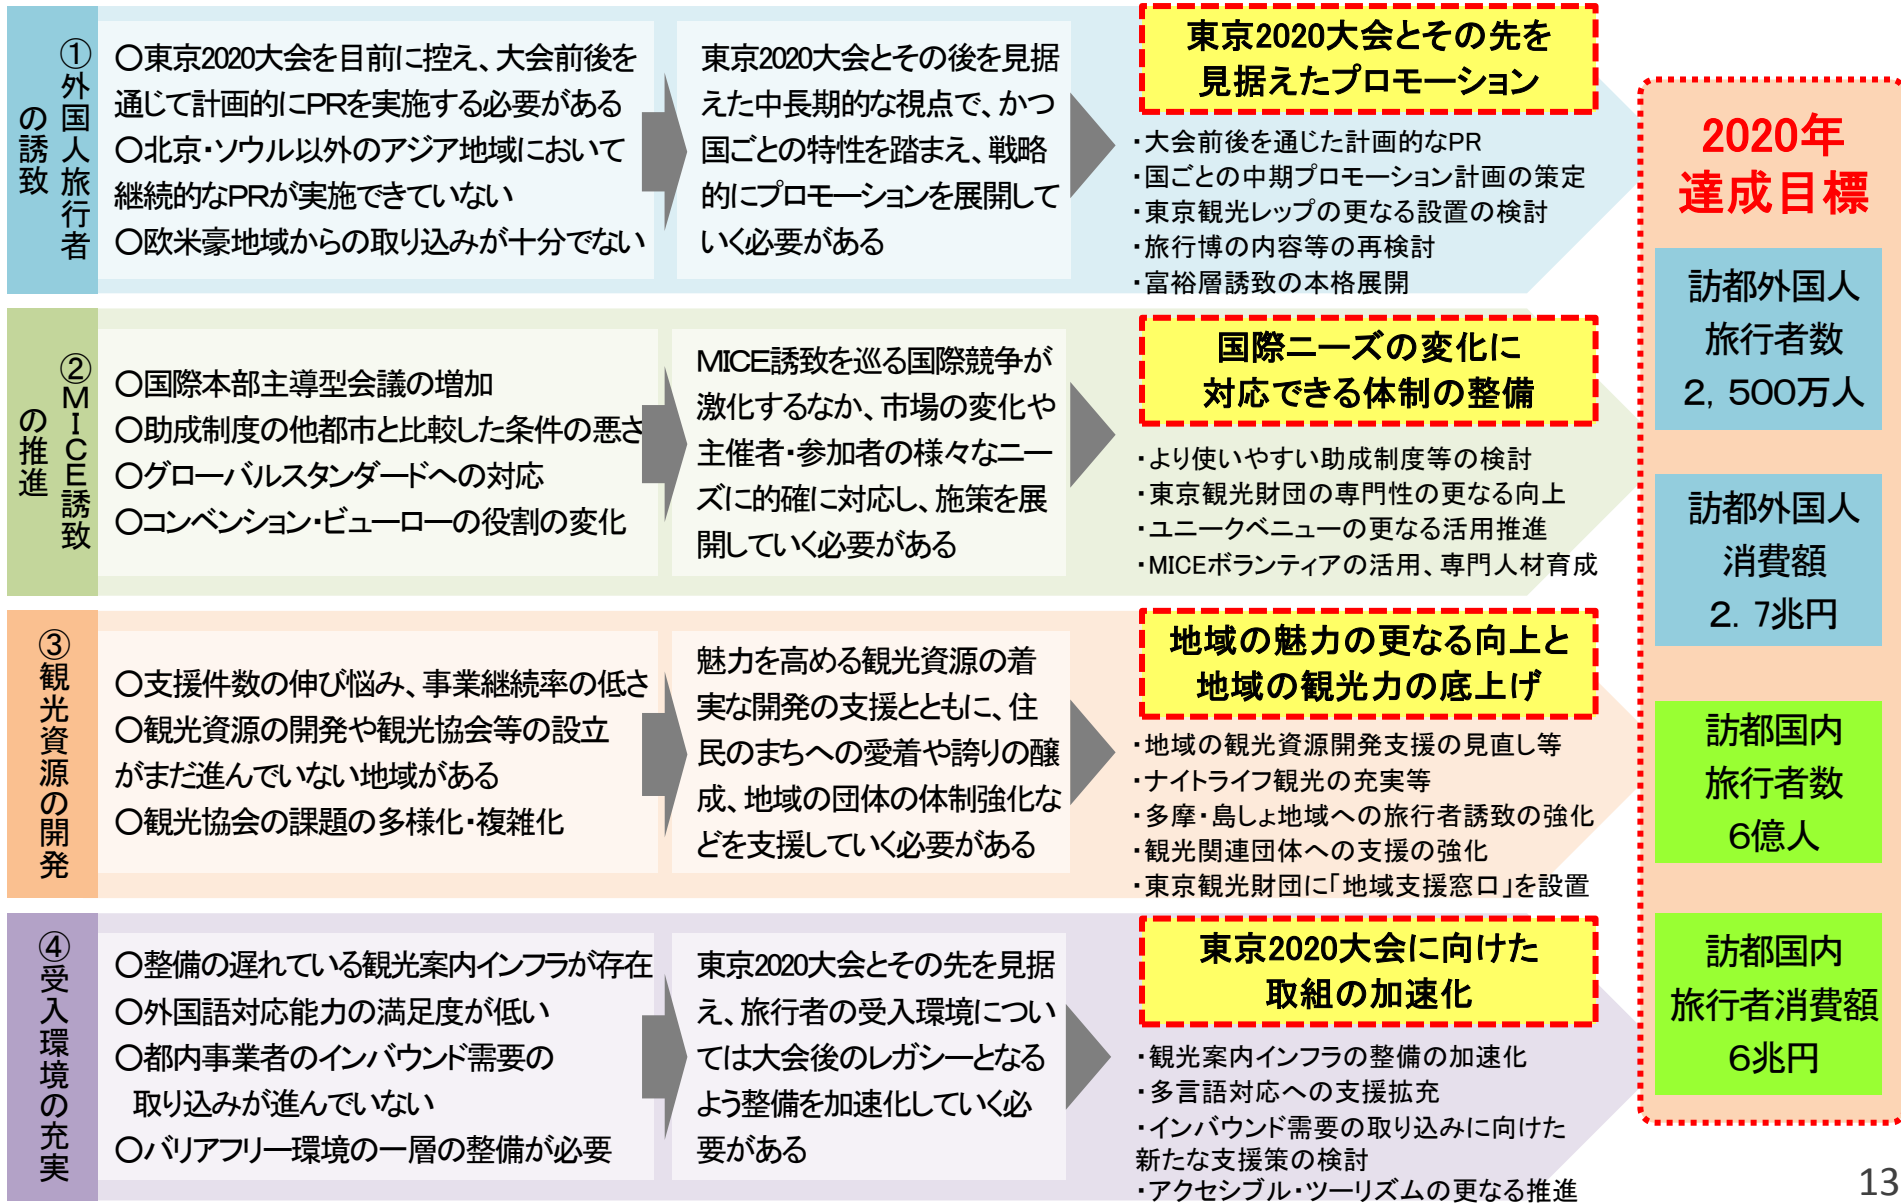 ①外国人旅行者
の誘致
〇東京2020大会を目前に控え、大会前後を
通じて計画的にPRを実施する必要がある
〇北京・ソウル以外のアジア地域において
継続的なPRが実施できていない
〇欧米豪地域からの取り込みが十分でない
東京2020大会とその後を見据
えた中長期的な視点で、かつ
国ごとの特性を踏まえ、戦略
的にプロモーションを展開して
いく必要がある
東京2020大会とその先を
見据えたプロモーション
・大会前後を通じた計画的なPR
・国ごとの中期プロモーション計画の策定
・東京観光レップの更なる設置の検討
・旅行博の内容等の再検討
・富裕層誘致の本格展開
②MICE誘致
の推進
〇国際本部主導型会議の増加
〇助成制度の他都市と比較した条件の悪さ
〇グローバルスタンダードへの対応
〇コンベンション・ビューローの役割の変化
MICE誘致を巡る国際競争が
激化するなか、市場の変化や
主催者・参加者の様々なニー
ズに的確に対応し、施策を展
開していく必要がある
国際ニーズの変化に
対応できる体制の整備
・より使いやすい助成制度等の検討
・東京観光財団の専門性の更なる向上
・ユニークベニューの更なる活用推進
・MICEボランティアの活用、専門人材育成
③観光資源の開発
〇支援件数の伸び悩み、事業継続率の低さ
〇観光資源の開発や観光協会等の設立
がまだ進んでいない地域がある
〇観光協会の課題の多様化・複雑化
魅力を高める観光資源の着
実な開発の支援とともに、住
民のまちへの愛着や誇りの醸
成、地域の団体の体制強化な
どを支援していく必要がある
地域の魅力の更なる向上と
地域の観光力の底上げ
・地域の観光資源開発支援の見直し等
・ナイトライフ観光の充実等
・多摩・島しょ地域への旅行者誘致の強化
・観光関連団体への支援の強化
・東京観光財団に「地域支援窓口」を設置
④受入環境の充実
〇整備の遅れている観光案内インフラが存在
〇外国語対応能力の満足度が低い
〇都内事業者のインバウンド需要の
取り込みが進んでいない
〇バリアフリー環境の一層の整備が必要
東京2020大会とその先を見据
え、旅行者の受入環境につい
ては大会後のレガシーとなる
よう整備を加速化していく必
要がある
東京2020大会に向けた
取組の加速化
・観光案内インフラの整備の加速化
・多言語対応への支援拡充
・インバウンド需要の取り込みに向けた
新たな支援策の検討
・アクセシブル・ツーリズムの更なる推進
2020年
達成目標
訪都外国人
旅行者数
2,500万人
訪都外国人
消費額
2.7兆円
訪都国内
旅行者数
6億人
訪都国内
旅行者消費額
6兆円
13